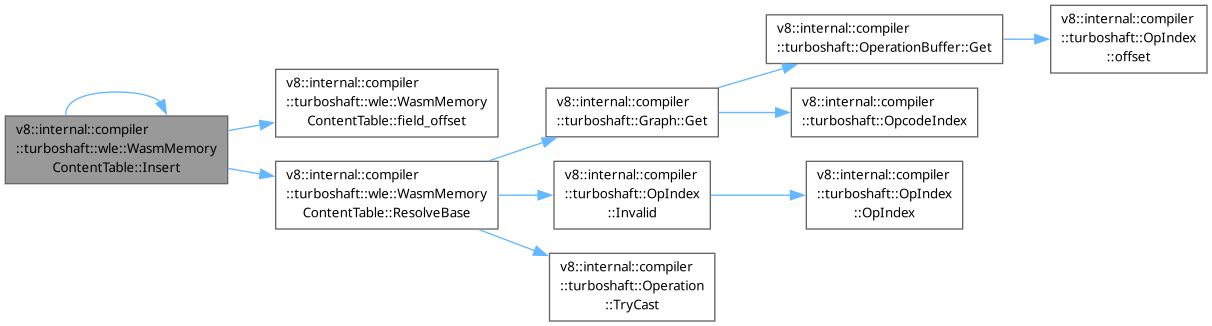 v8::internal::compiler
::turboshaft::wle::WasmMemory
ContentTable::Insert
v8::internal::compiler
::turboshaft::wle::WasmMemory
ContentTable::field_offset
v8::internal::compiler
::turboshaft::wle::WasmMemory
ContentTable::ResolveBase
v8::internal::compiler
::turboshaft::Graph::Get
v8::internal::compiler
::turboshaft::OperationBuffer::Get
v8::internal::compiler
::turboshaft::OpIndex
::offset
v8::internal::compiler
::turboshaft::OpcodeIndex
v8::internal::compiler
::turboshaft::OpIndex
::Invalid
v8::internal::compiler
::turboshaft::OpIndex
::OpIndex
v8::internal::compiler
::turboshaft::Operation
::TryCast